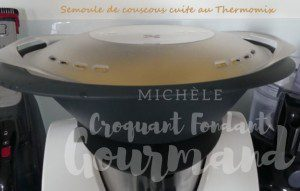 Semoule de couscous cuite au Thermomix
MICHÈLE
Croquant Fondant
Gourmand